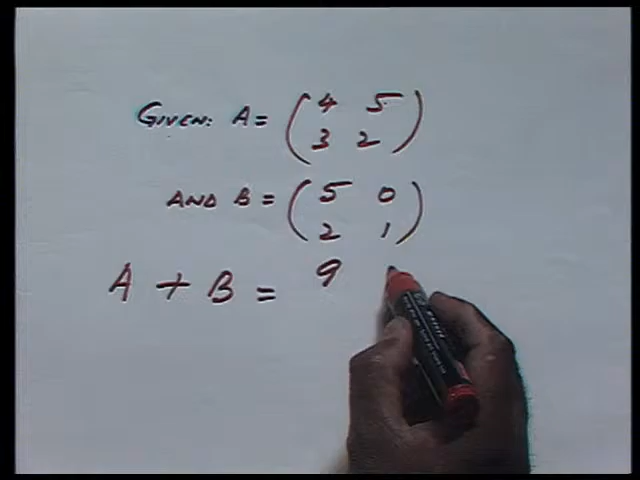 GIVEN: A = ( 4 5
3 2 )
AND B = ( 5 0
2 1 )
A + B = 9